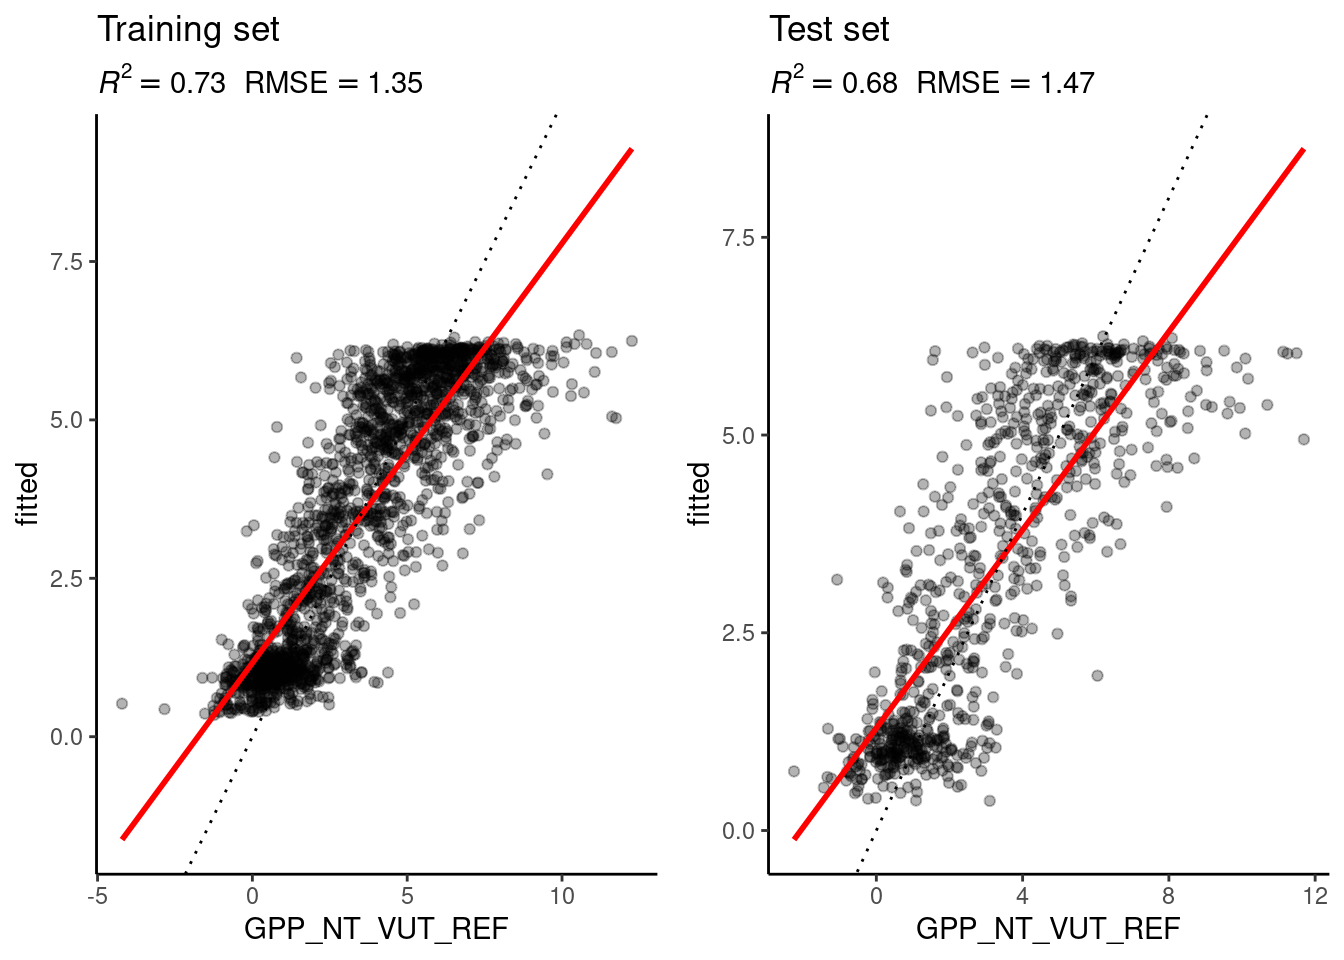 Training set
R² = 0.73 RMSE = 1.35
7.5
5.0
2.5
0.0
fitted
-5 0 5 10
GPP_NT_VUT_REF
Test set
R² = 0.68 RMSE = 1.47
7.5
5.0
2.5
0.0
fitted
0 4 8 12
GPP_NT_VUT_REF